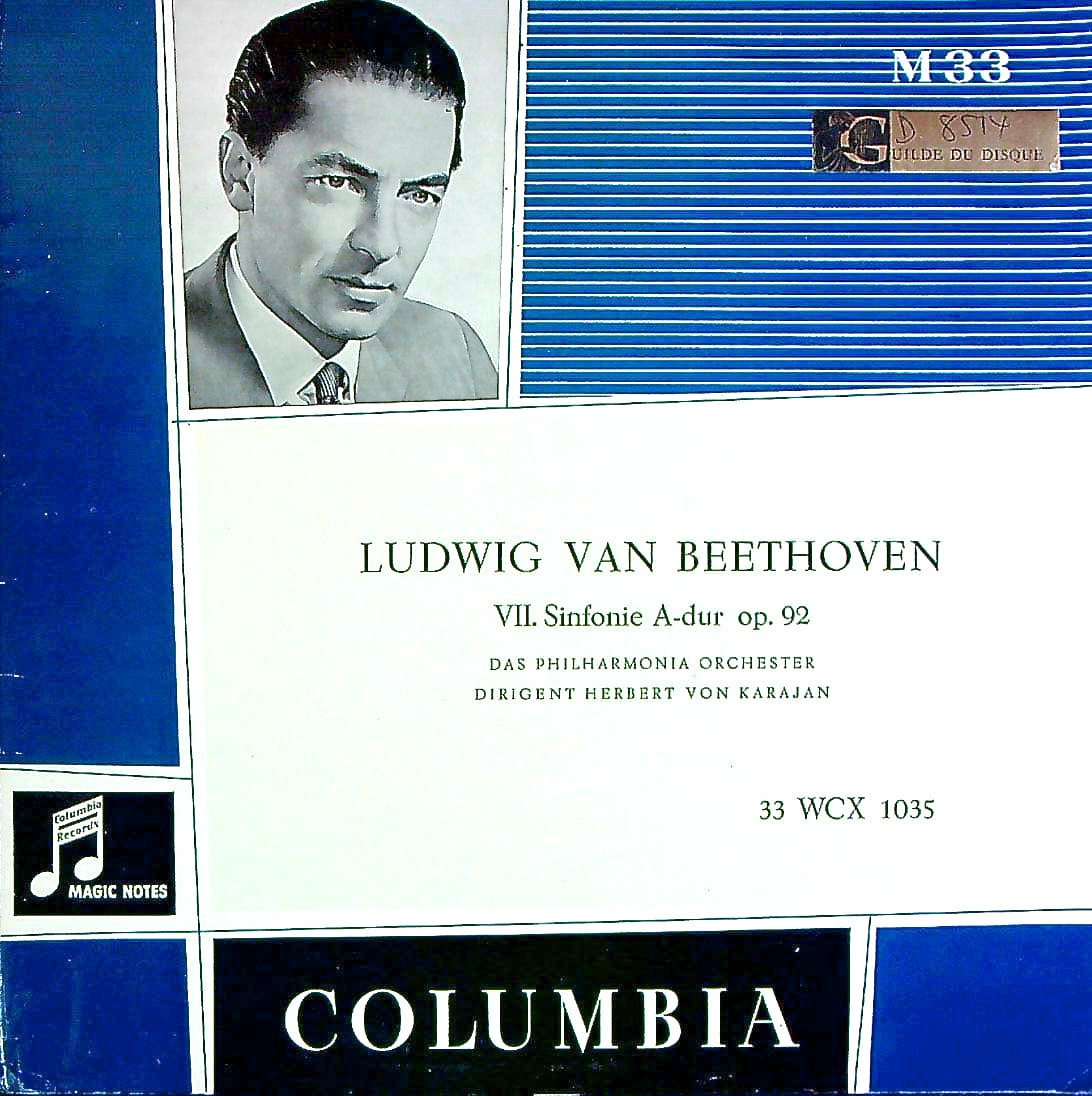 M 33
D. 8514
GUILDE DU DISQUE
LUDWIG VAN BEETHOVEN
VII. Sinfonie A-dur op. 92
DAS PHILHARMONIA ORCHESTER
DIRIGENT HERBERT VON KARAJAN
33 WCX 1035
Columbia
Records
MAGIC NOTES
COLUMBIA